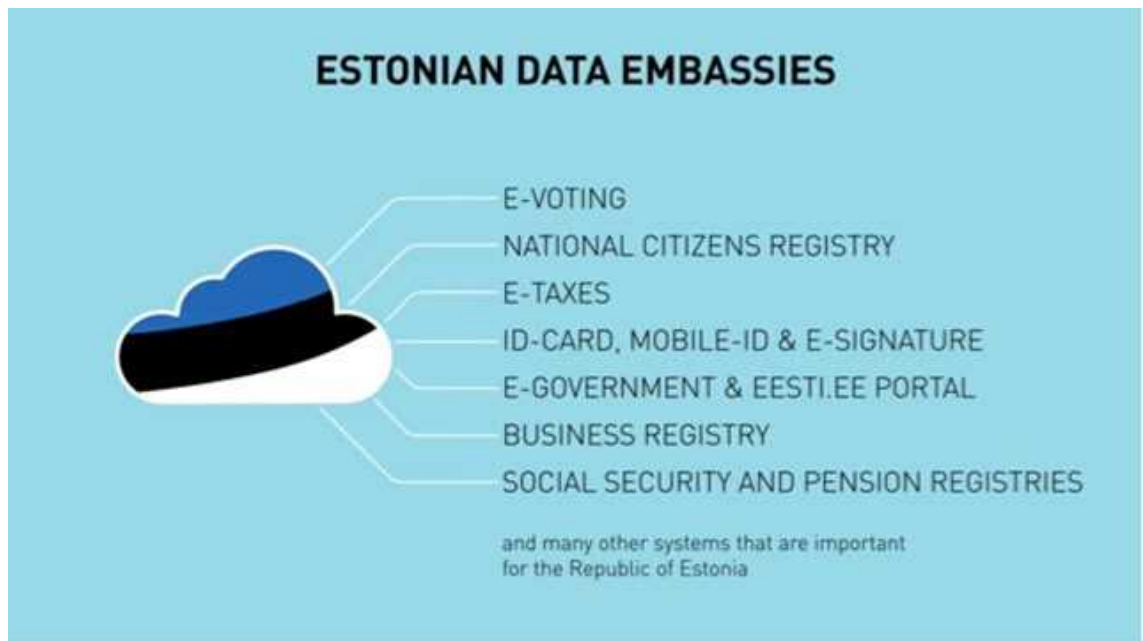 ESTONIAN DATA EMBASSIES
E-VOTING
NATIONAL CITIZENS REGISTRY
E-TAXES
ID-CARD, MOBILE-ID & E-SIGNATURE
E-GOVERNMENT & EESTI.EE PORTAL
BUSINESS REGISTRY
SOCIAL SECURITY AND PENSION REGISTRIES
and many other systems that are important
for the Republic of Estonia